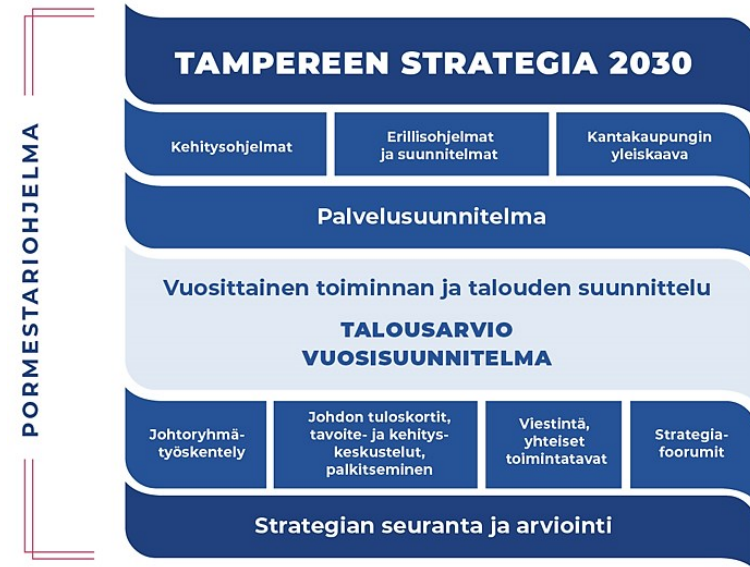 PORMESTARIOHJELMA
TAMPEREEN STRATEGIA 2030
Kehitysohjelmat
Erillisohjelmat
ja suunnitelmat
Kantakaupungin
yleiskaava
Palvelusuunnitelma
Vuosittainen toiminnan ja talouden suunnittelu
TALOUSARVIO
VUOSISUUNNITELMA
Johtoryhmä-
työskentely
Johdon tuloskortit,
tavoite- ja kehitys-
keskustelut,
palkitseminen
Viestintä,
yhteiset
toimintatavat
Strategia-
foorumit
Strategian seuranta ja arviointi